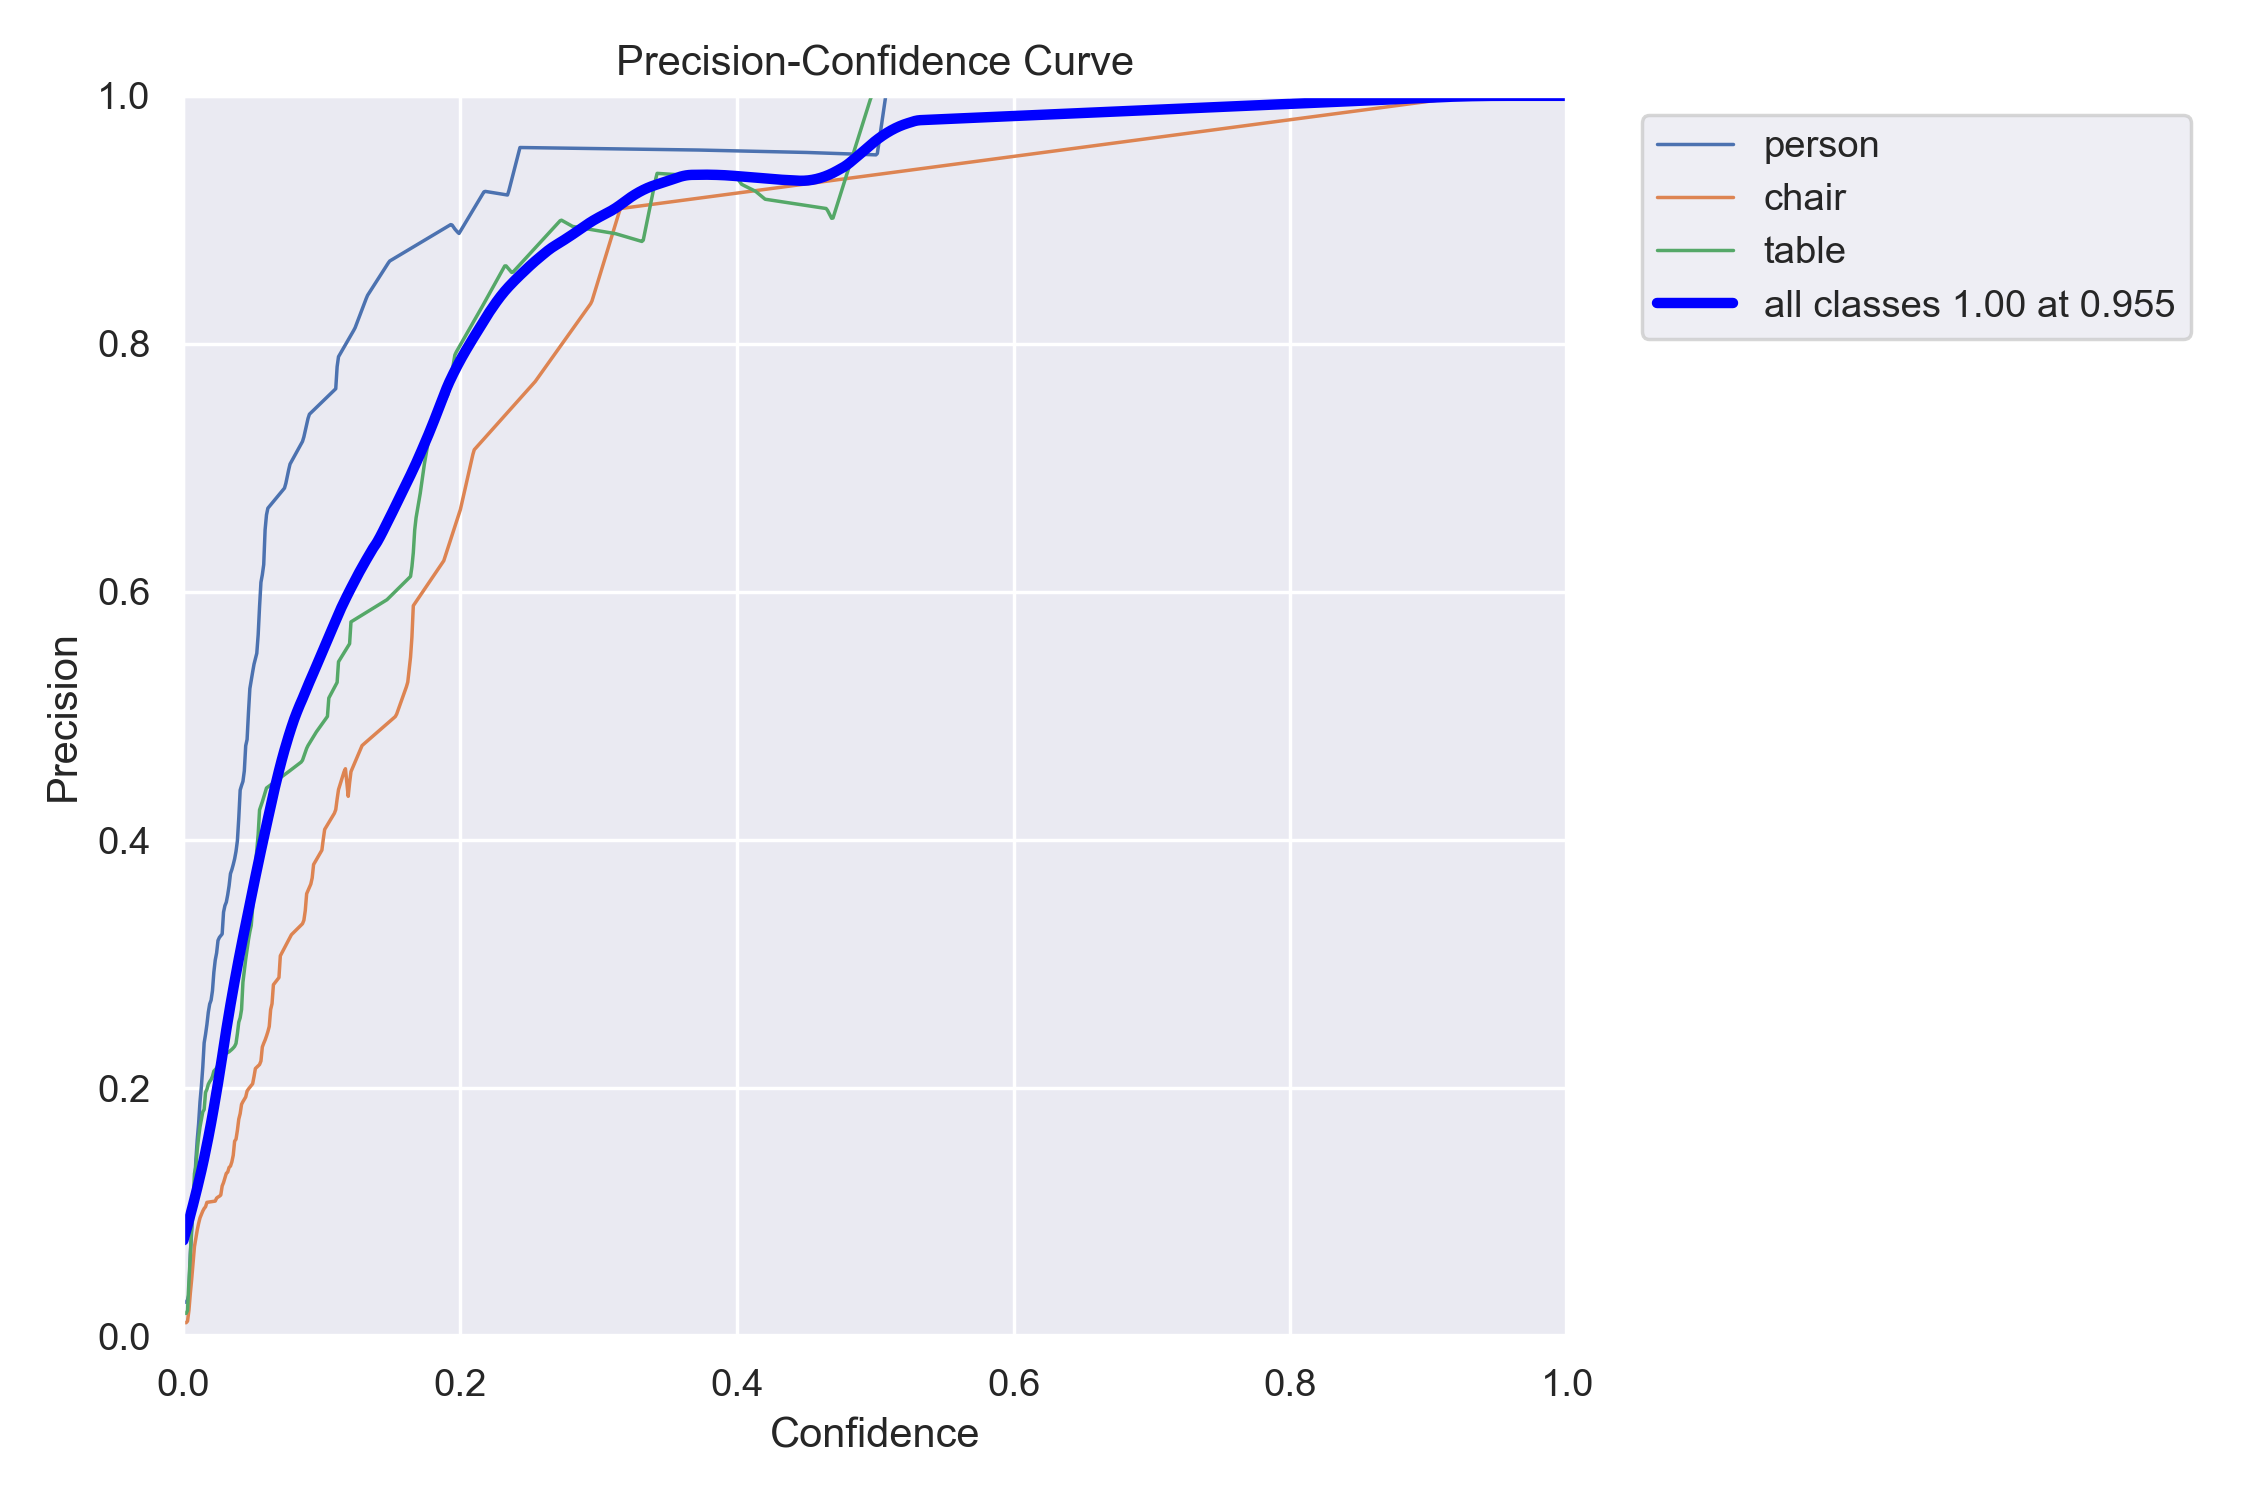 Precision-Confidence Curve
1.0
0.8
0.6
0.4
0.2
0.0
Precision
0.0 0.2 0.4 0.6 0.8 1.0
Confidence
person
chair
table
all classes 1.00 at 0.955